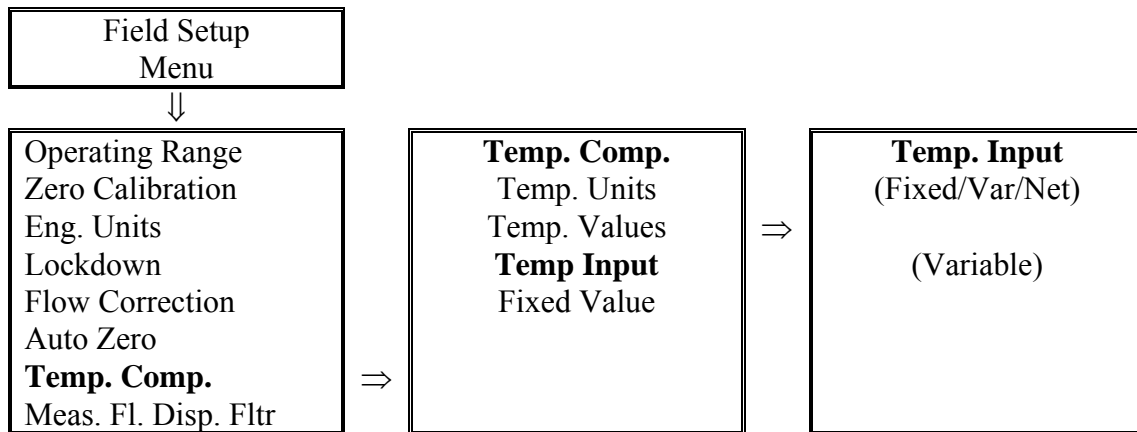 Field Setup
Menu
⇓
Operating Range
Zero Calibration
Eng. Units
Lockdown
Flow Correction
Auto Zero
Temp. Comp.
Meas. Fl. Disp. Fltr
⇒
Temp. Comp.
Temp. Units
Temp. Values
Temp Input
Fixed Value
⇒
Temp. Input
(Fixed/Var/Net)
(Variable)